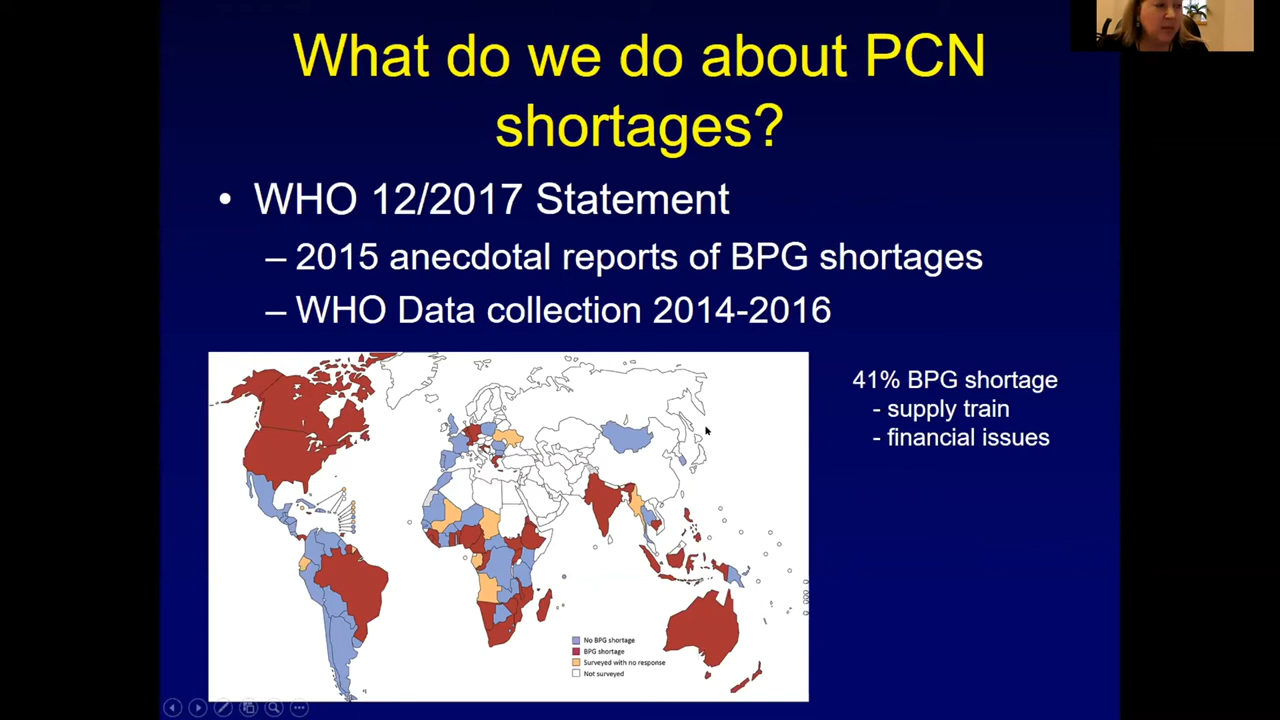 What do we do about PCN
shortages?
• WHO 12/2017 Statement
– 2015 anecdotal reports of BPG shortages
– WHO Data collection 2014-2016
41% BPG shortage
- supply train
- financial issues
No BPG shortage
BPG shortage
Surveyed with no response
Not surveyed